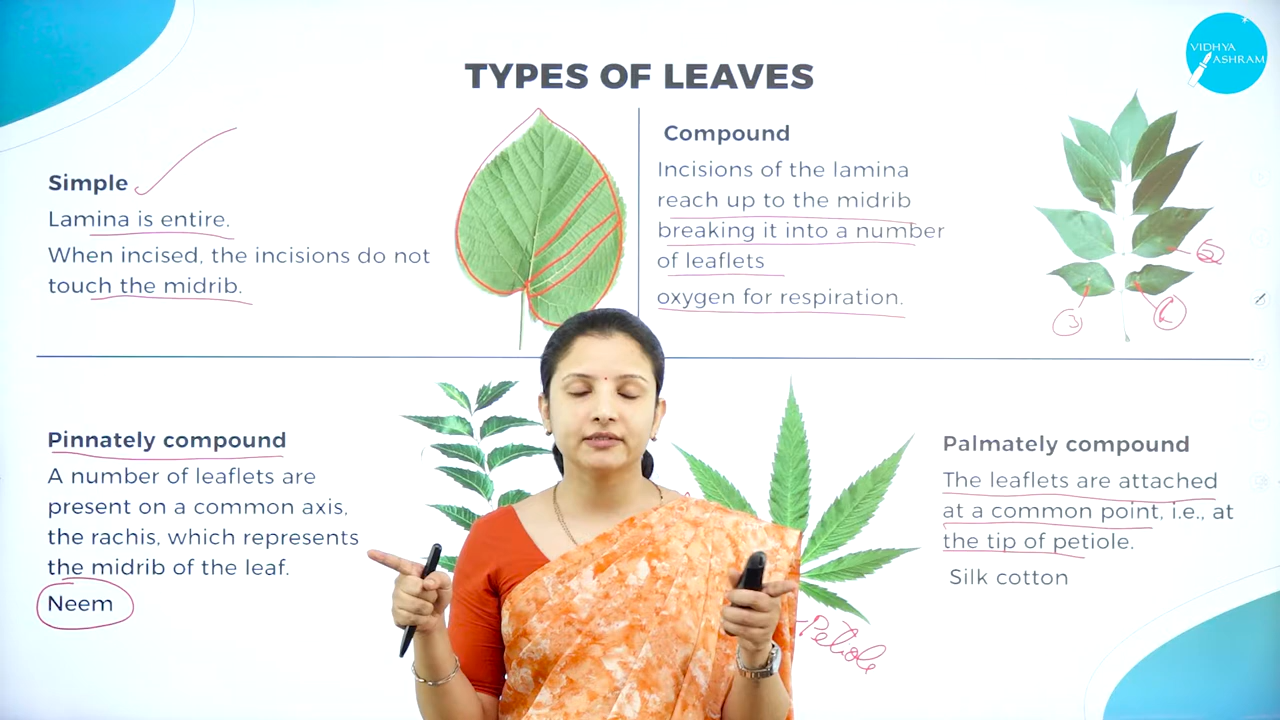 VIDHYA
ASHRAM
TYPES OF LEAVES
Simple
Lamina is entire.
When incised, the incisions do not
touch the midrib.
Compound
Incisions of the lamina
reach up to the midrib
breaking it into a number
of leaflets
oxygen for respiration.
3
Pinnately compound
A number of leaflets are
present on a common axis,
the rachis, which represents
the midrib of the leaf.
Neem
Palmately compound
The leaflets are attached
at a common point, i.e., at
the tip of petiole.
Silk cotton
Petiole